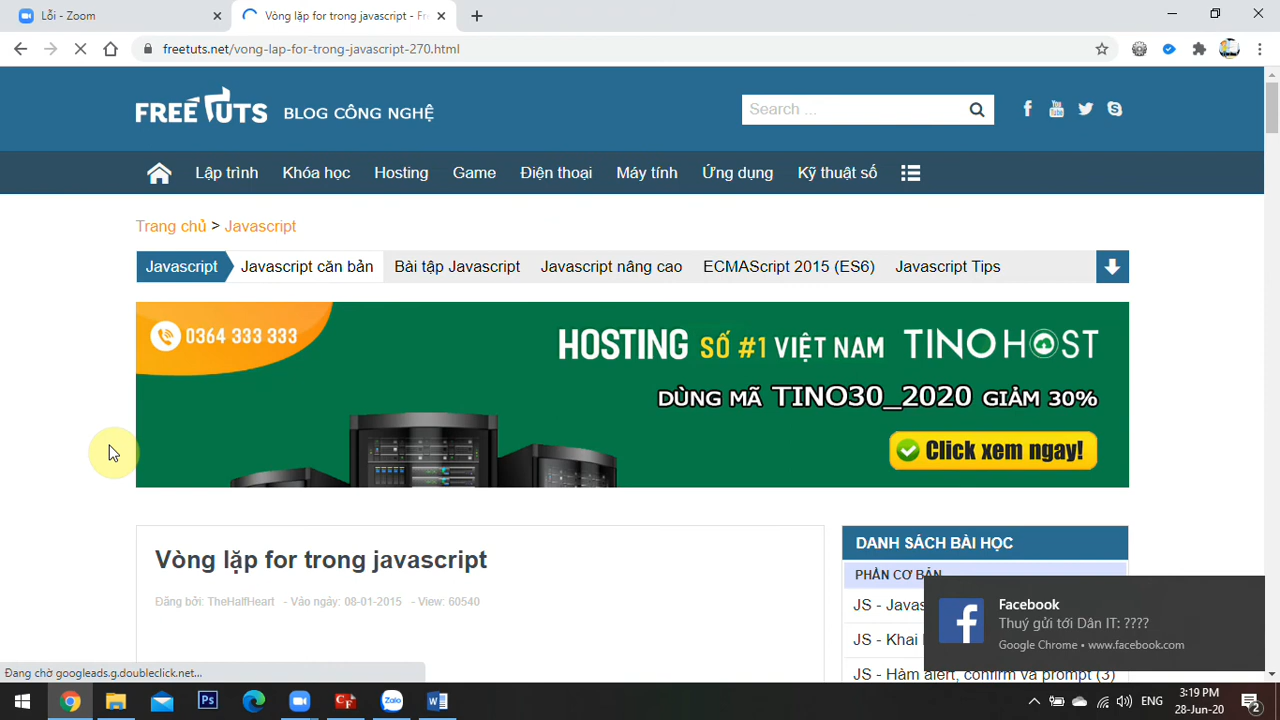 Lỗi - Zoom
Vòng lặp for trong javascript - Fr
freetuts.net/vong-lap-for-trong-javascript-270.html
FREETUTS BLOG CÔNG NGHỆ
Search ...
Lập trình Khóa học Hosting Game Điện thoại Máy tính Ứng dụng Kỹ thuật số
Trang chủ > Javascript
Javascript Javascript căn bản Bài tập Javascript Javascript nâng cao ECMAScript 2015 (ES6) Javascript Tips
0364 333 333
HOSTING SỐ #1 VIỆT NAM TINOHOST
DÙNG MÃ TINO30_2020 GIẢM 30%
Click xem ngay!
Vòng lặp for trong javascript
Đăng bởi: TheHalfHeart - Vào ngày: 08-01-2015 - View: 60540
DANH SÁCH BÀI HỌC
PHẦN CƠ BẢN
JS - Javas
JS - Khai
JS - Hàm alert, confirm và prompt (3)
Facebook
Thuý gửi tới Dân IT: ????
Google Chrome • www.facebook.com
Đang chờ googleads.g.doubleclick.net...
ENG
3:19 PM
28-Jun-20
2